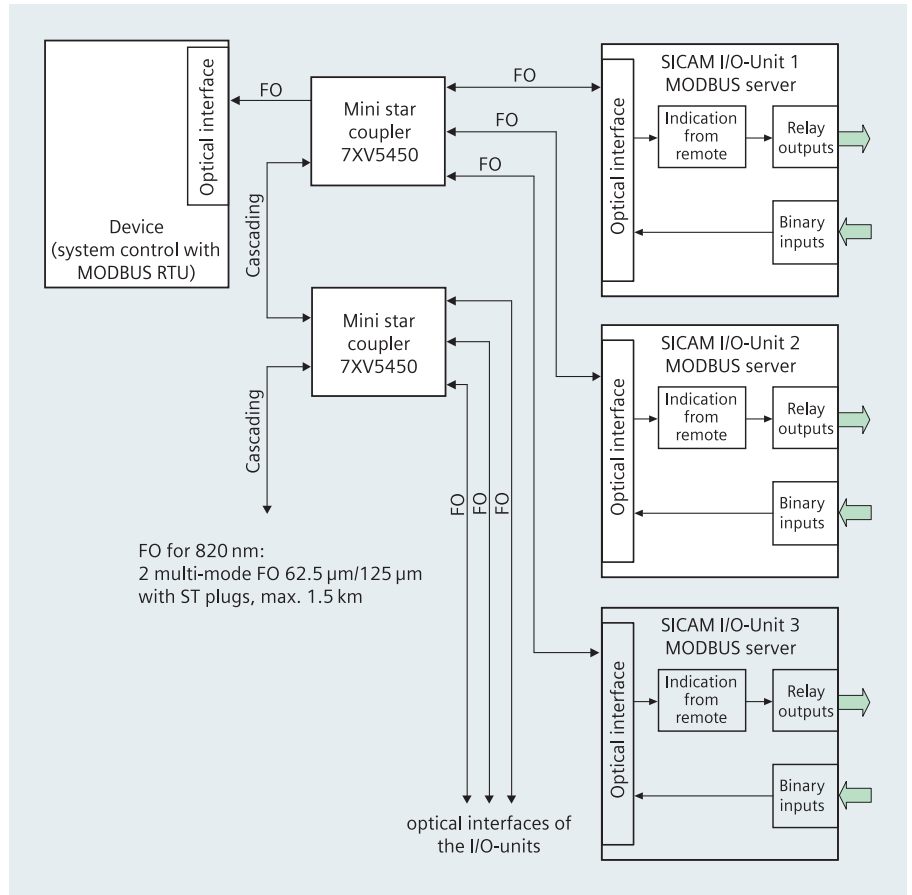 Optical interface
Device
(system control with
MODBUS RTU)
FO
Mini star
coupler
7XV5450
Cascading
Mini star
coupler
7XV5450
Cascading
FO for 820 nm:
2 multi-mode FO 62.5 μm/125 μm
with ST plugs, max. 1.5 km
FO
FO
FO
FO
FO
FO
optical interfaces of
the I/O-units
SICAM I/O-Unit 1
MODBUS server
Optical interface
Indication
from
remote
Relay
outputs
Binary
inputs
SICAM I/O-Unit 2
MODBUS server
Optical interface
Indication
from
remote
Relay
outputs
Binary
inputs
SICAM I/O-Unit 3
MODBUS server
Optical interface
Indication
from
remote
Relay
outputs
Binary
inputs